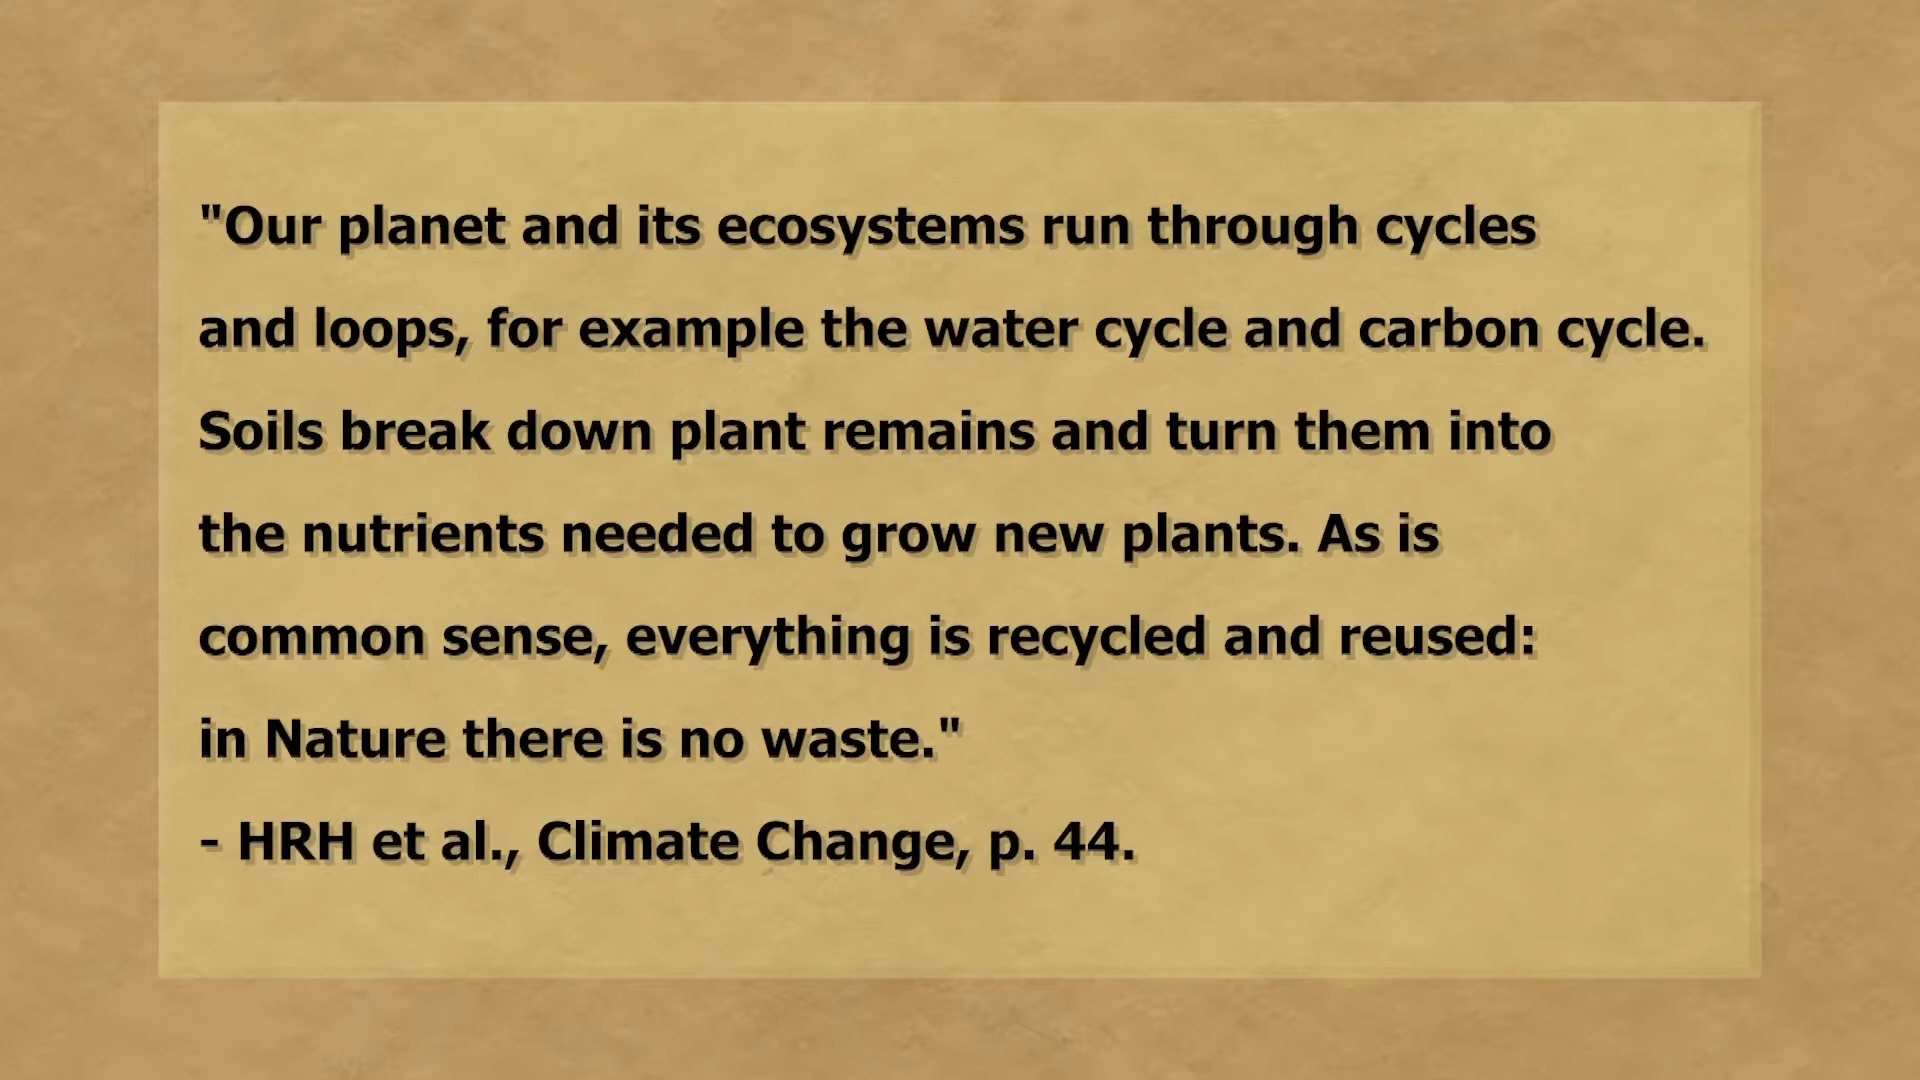 "Our planet and its ecosystems run through cycles
and loops, for example the water cycle and carbon cycle.
Soils break down plant remains and turn them into
the nutrients needed to grow new plants. As is
common sense, everything is recycled and reused:
in Nature there is no waste."
- HRH et al., Climate Change, p. 44.